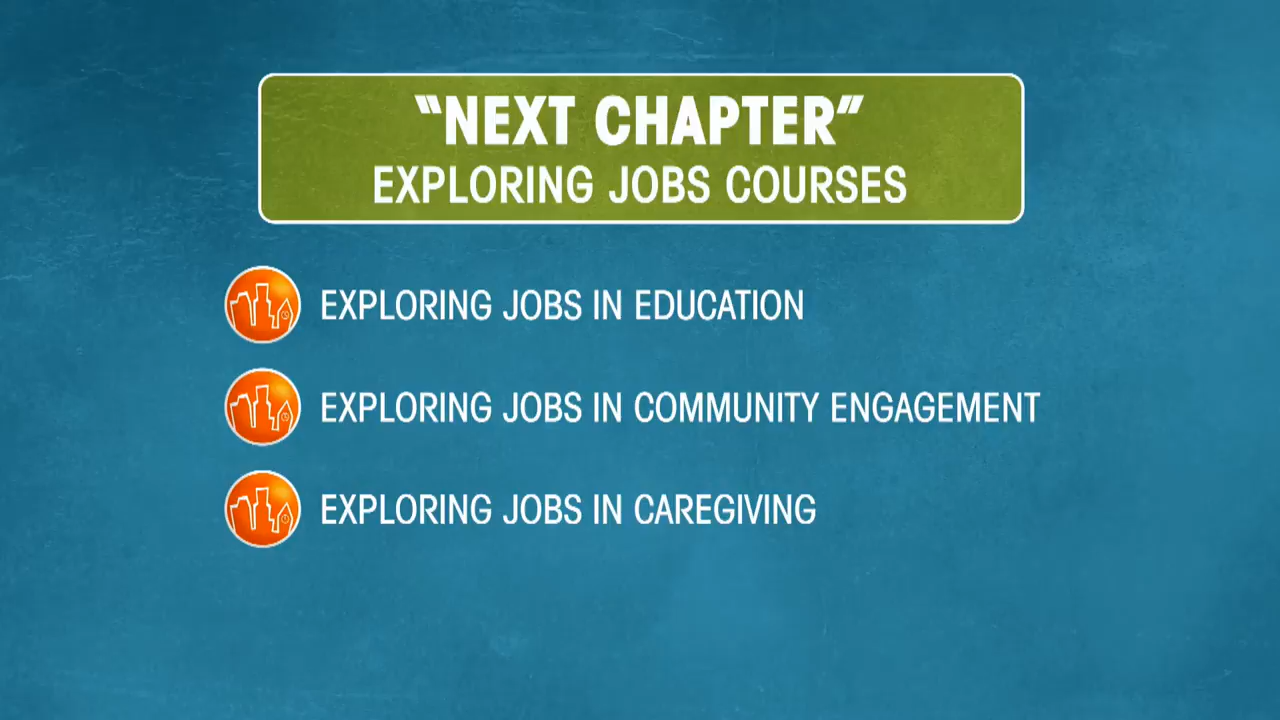 “NEXT CHAPTER”
EXPLORING JOBS COURSES
EXPLORING JOBS IN EDUCATION
EXPLORING JOBS IN COMMUNITY ENGAGEMENT
EXPLORING JOBS IN CAREGIVING